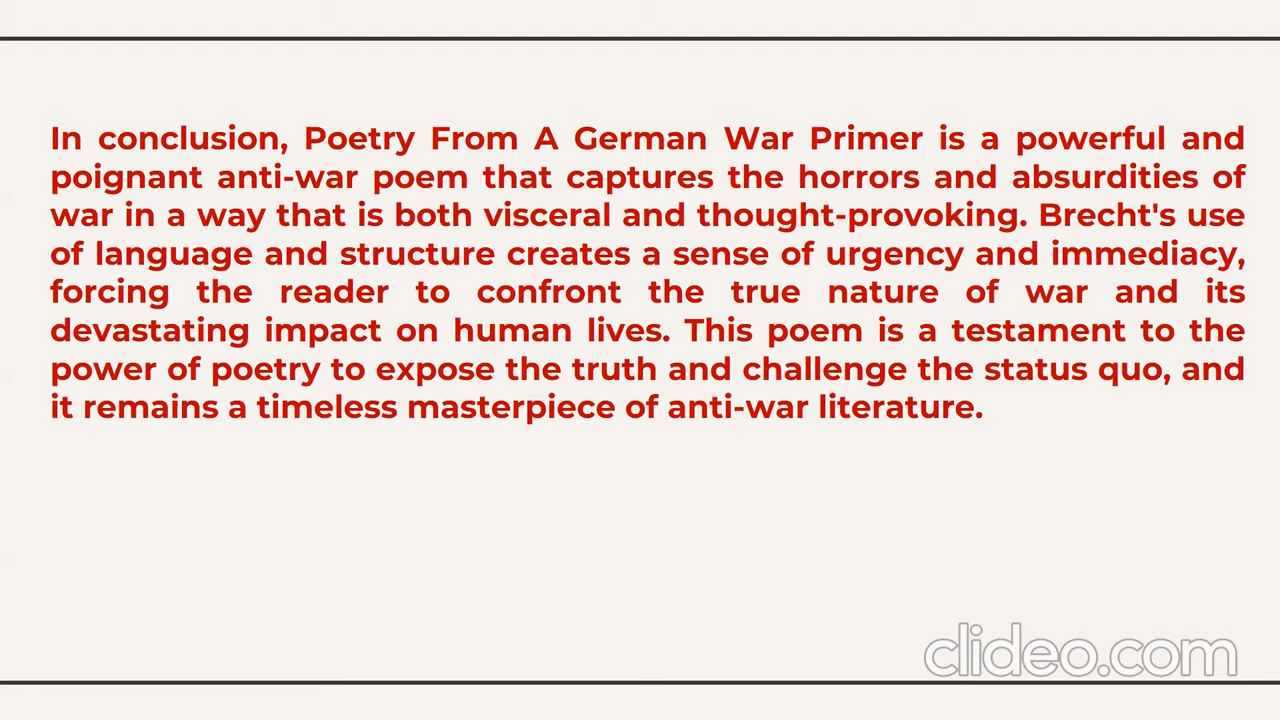 In conclusion, Poetry From A German War Primer is a powerful and
poignant anti-war poem that captures the horrors and absurdities of
war in a way that is both visceral and thought-provoking. Brecht's use
of language and structure creates a sense of urgency and immediacy,
forcing the reader to confront the true nature of war and its
devastating impact on human lives. This poem is a testament to the
power of poetry to expose the truth and challenge the status quo, and
it remains a timeless masterpiece of anti-war literature.
clideo.com